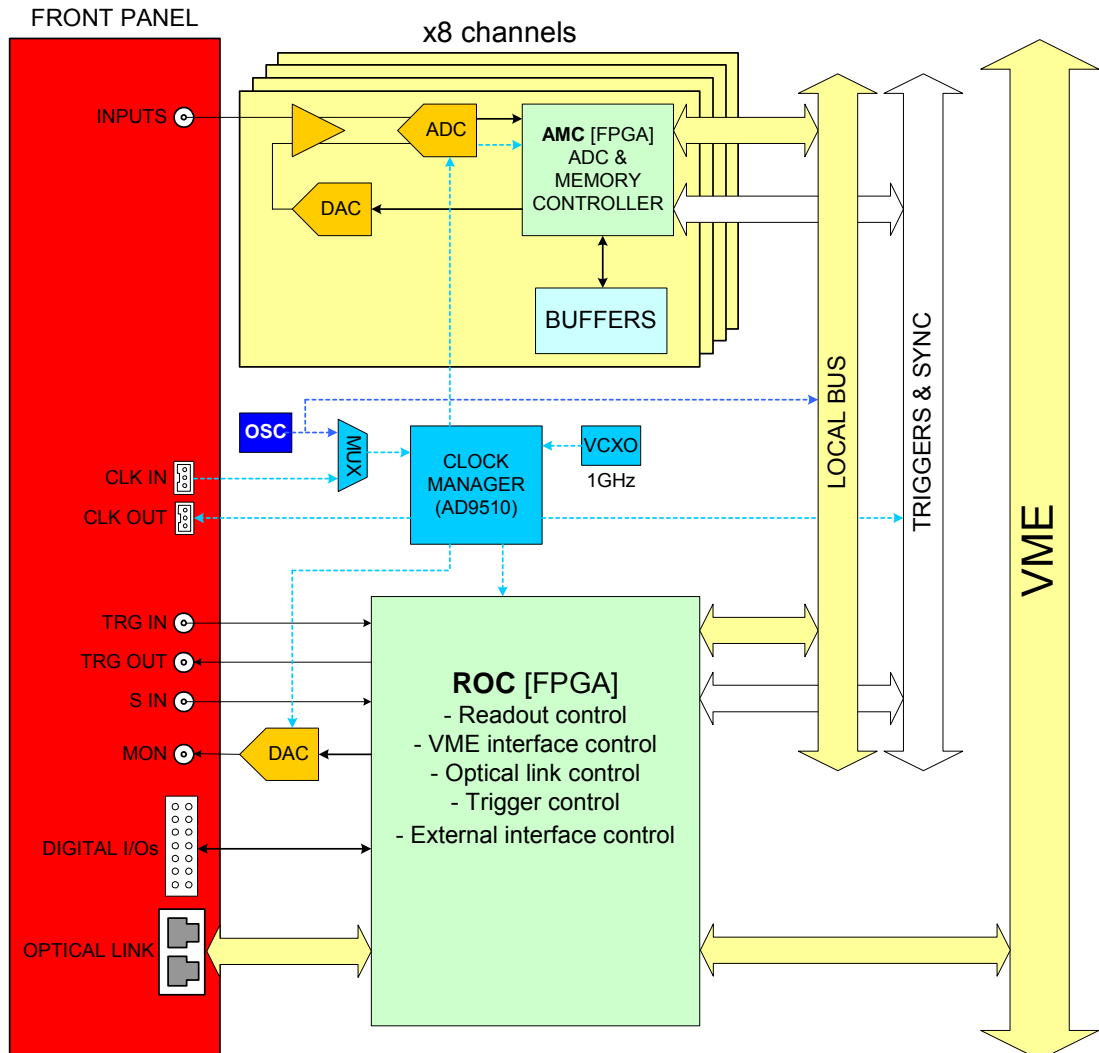 FRONT PANEL
x8 channels
INPUTS
ADC
DAC
AMC [FPGA]
ADC &
MEMORY
CONTROLLER
BUFFERS
OSC
MUX
CLOCK
MANAGER
(AD9510)
VCXO
1GHz
CLK IN
CLK OUT
LOCAL BUS
TRIGGERS & SYNC
VME
TRG IN
TRG OUT
S IN
MON
DAC
ROC [FPGA]
- Readout control
- VME interface control
- Optical link control
- Trigger control
- External interface control
DIGITAL I/Os
OPTICAL LINK